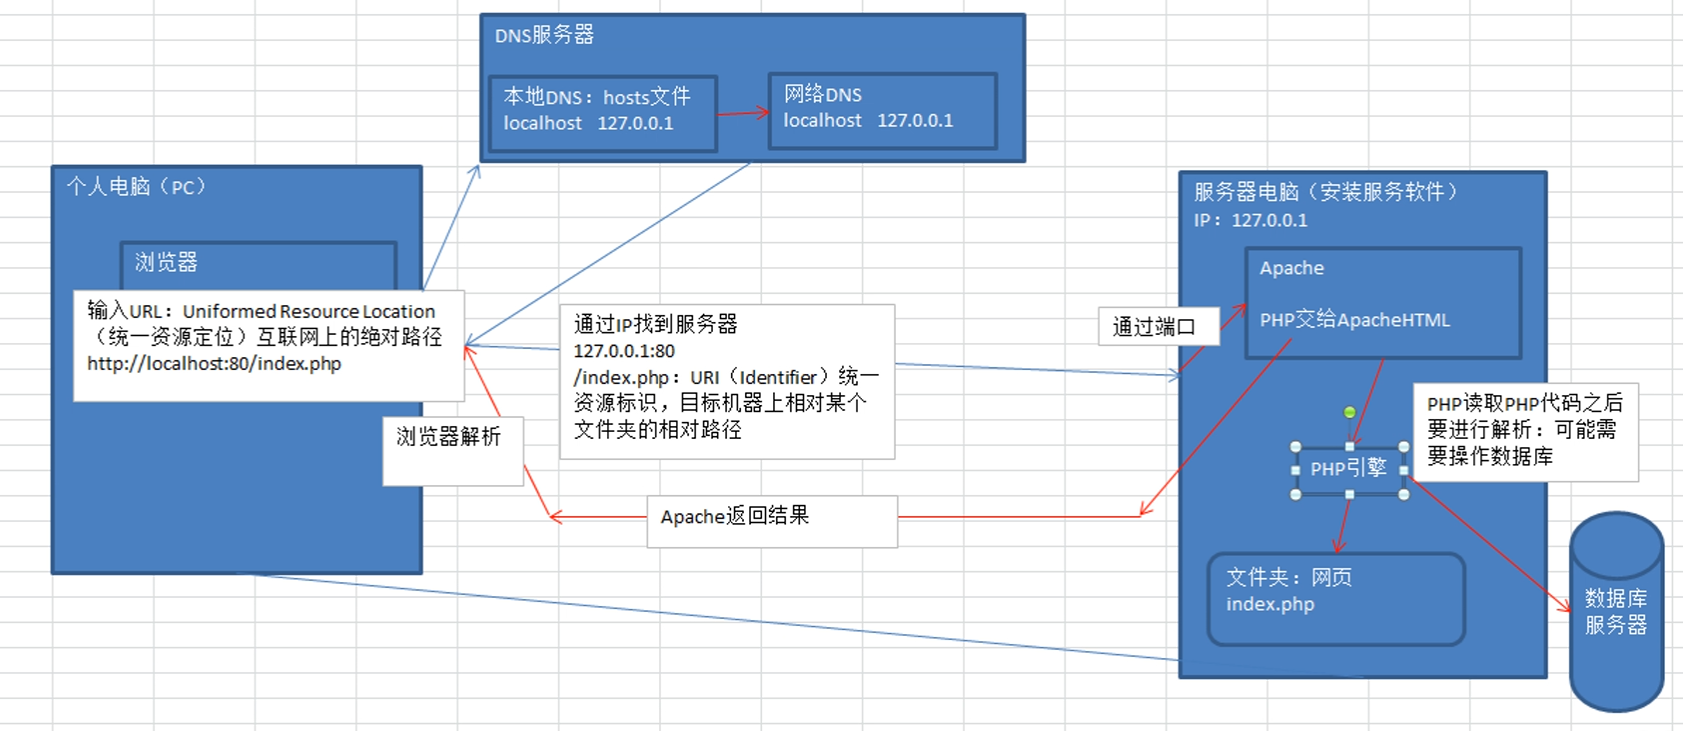 DNS服务器
本地DNS：hosts文件
localhost 127.0.0.1
网络DNS
localhost 127.0.0.1
个人电脑（PC）
浏览器
输入URL：Uniformed Resource Location
（统一资源定位）互联网上的绝对路径
http://localhost:80/index.php
通过IP找到服务器
127.0.0.1:80
/index.php：URI（Identifier）统一
资源标识，目标机器上相对某个
文件夹的相对路径
通过端口
服务器电脑（安装服务软件）
IP：127.0.0.1
Apache
PHP交给ApacheHTML
PHP读取PHP代码之后
要进行解析：可能需
要操作数据库
浏览器解析
PHP引擎
Apache返回结果
文件夹：网页
index.php
数据库
服务器